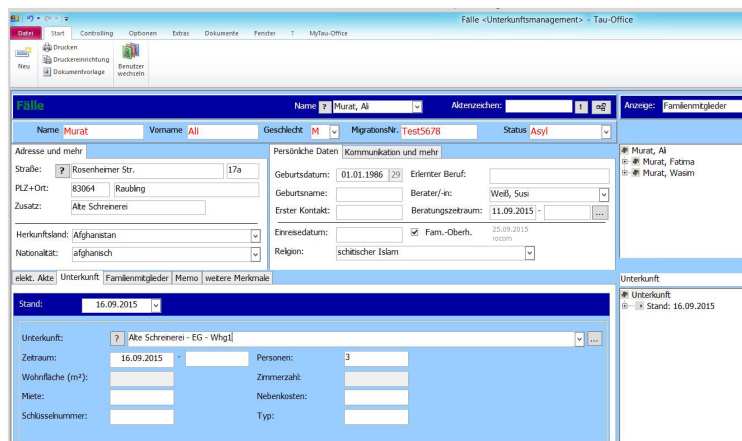 Fälle <Unterkunftsmanagement> - Tau-Office
Datei Start Controlling Optionen Extras Dokumente Fenster ? MyTau-Office
Neu
Drucken
Druckereinrichtung
Dokumentvorlage
Benutzer wechseln
Fälle Name ? Murat, Ali Aktenzeichen: ! Anzeige: Familienmitglieder
Name Murat Vorname Ali Geschlecht M MigrationsNr. Test5678 Status Asyl
Adresse und mehr
Straße: ? Rosenheimer Str. 17a
PLZ+Ort: 83064 Raubling
Zusatz: Alte Schreinerei
Herkunftsland: Afghanistan
Nationalität: afghanisch
Persönliche Daten Kommunikation und mehr
Geburtsdatum: 01.01.1986 29 Erlernter Beruf:
Geburtsname: Berater/-in: Weiß, Susi
Erster Kontakt: Beratungszeitraum: 11.09.2015 - ...
Einreisedatum: Fam.-Oberh. 25.09.2015
rocom
Religion: schiitischer Islam
Murat, Ali
Murat, Fatima
Murat, Wasim
elekt. Akte Unterkunft Familienmitglieder Memo weitere Merkmale
Stand: 16.09.2015
Unterkunft: ? Alte Schreinerei - EG - Whg1 ...
Zeitraum: 16.09.2015 - Personen: 3
Wohnfläche (m²): Zimmerzahl:
Miete: Nebenkosten:
Schlüsselnummer: Typ:
Unterkunft
Unterkunft
Stand: 16.09.2015